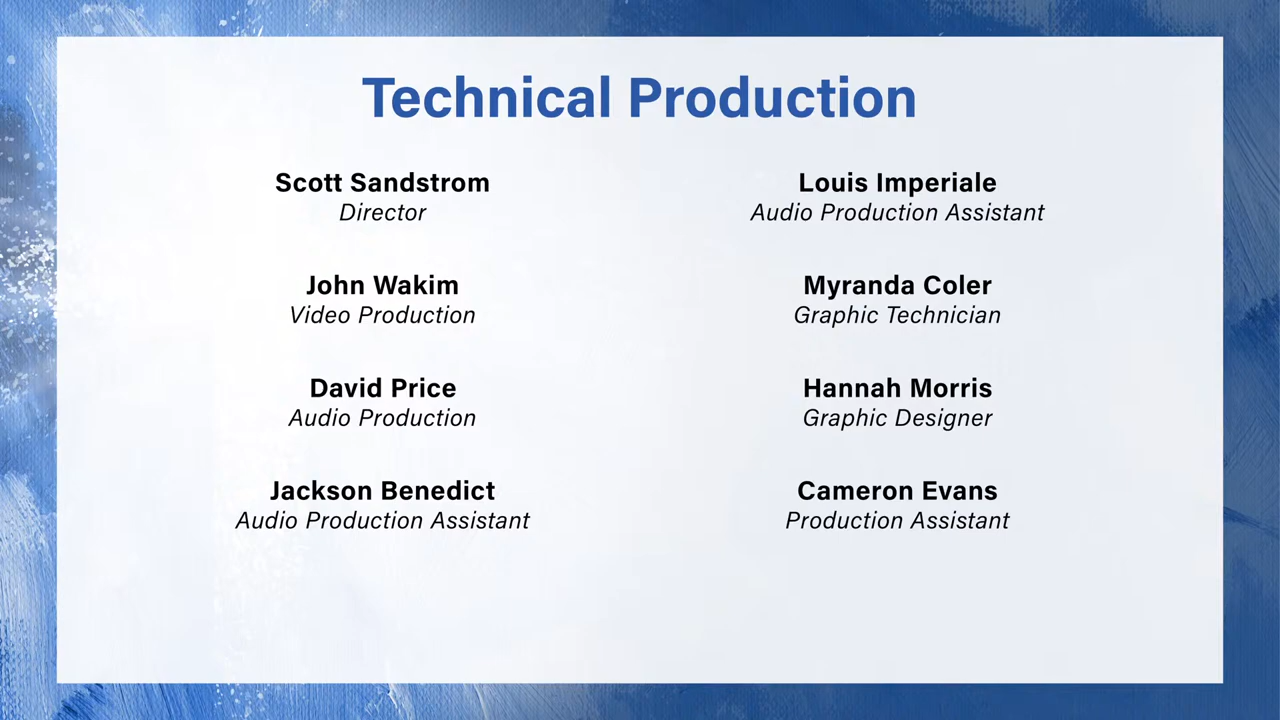 Technical Production
Scott Sandstrom
Director
John Wakim
Video Production
David Price
Audio Production
Jackson Benedict
Audio Production Assistant
Louis Imperiale
Audio Production Assistant
Myranda Coler
Graphic Technician
Hannah Morris
Graphic Designer
Cameron Evans
Production Assistant